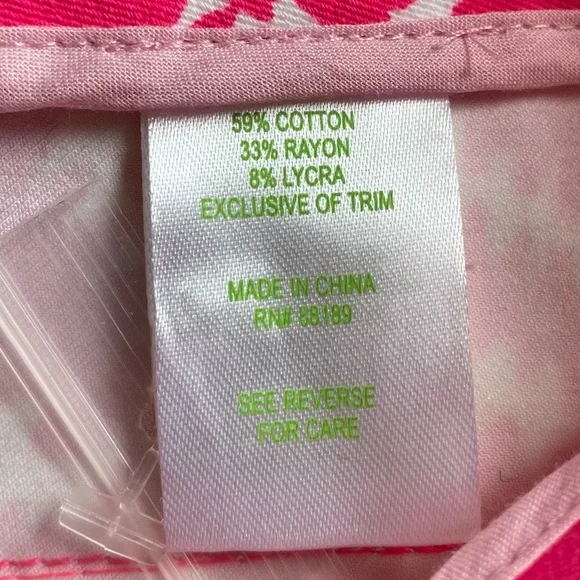 59% COTTON
33% RAYON
8% LYCRA
EXCLUSIVE OF TRIM
MADE IN CHINA
RN# 88189
SEE REVERSE
FOR CARE